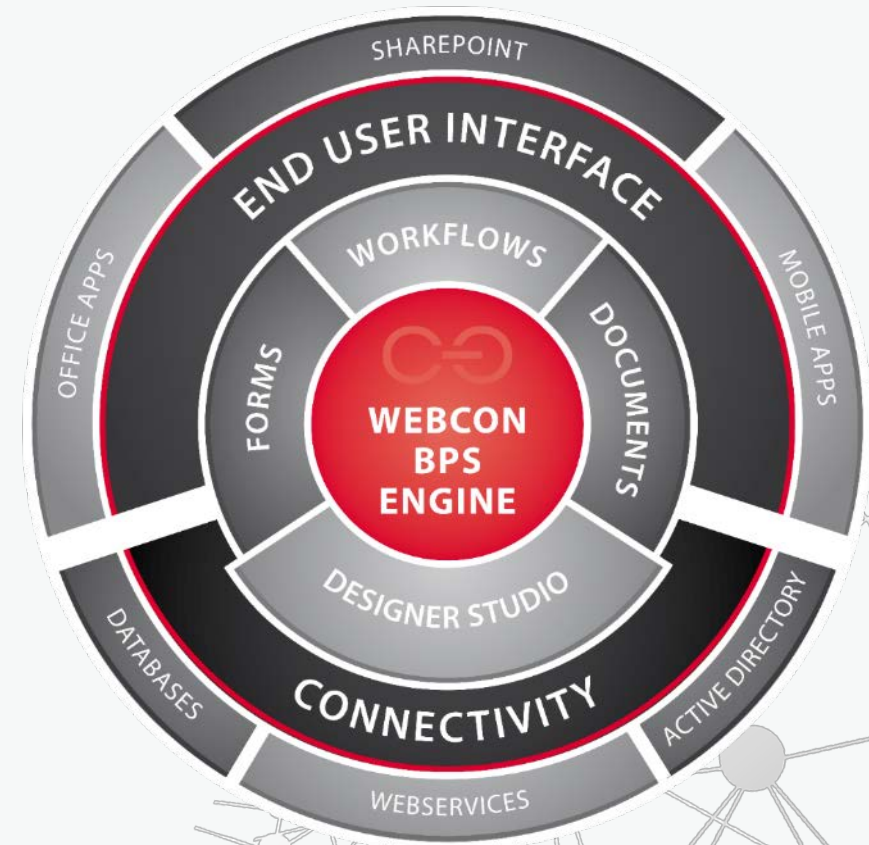 SHAREPOINT
END USER INTERFACE
OFFICE APPS
MOBILE APPS
WORKFLOWS
FORMS
DOCUMENTS
WEBCON
BPS
ENGINE
DESIGNER STUDIO
CONNECTIVITY
DATABASES
WEBSERVICES
ACTIVE DIRECTORY